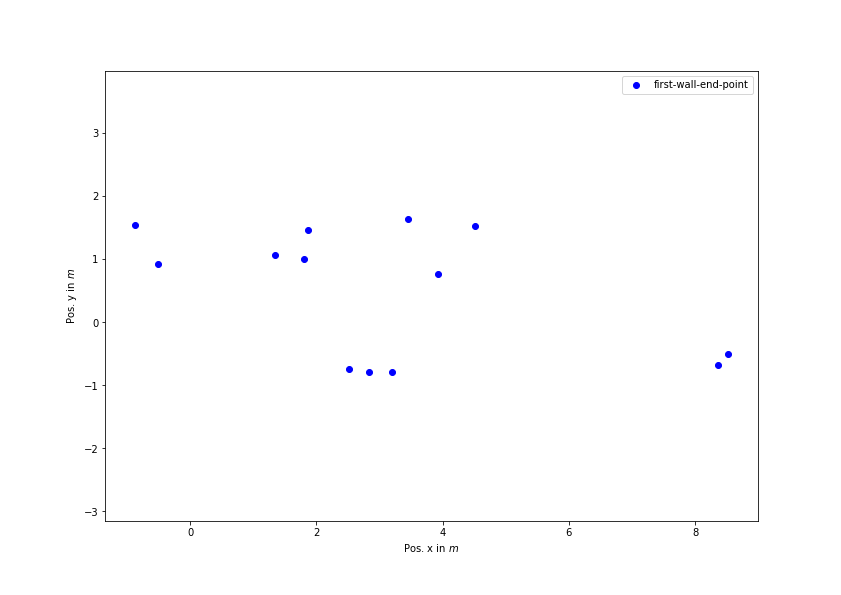 first-wall-end-point
3
2
1
0
−1
−2
−3
Pos. y in m
0 2 4 6 8
Pos. x in m